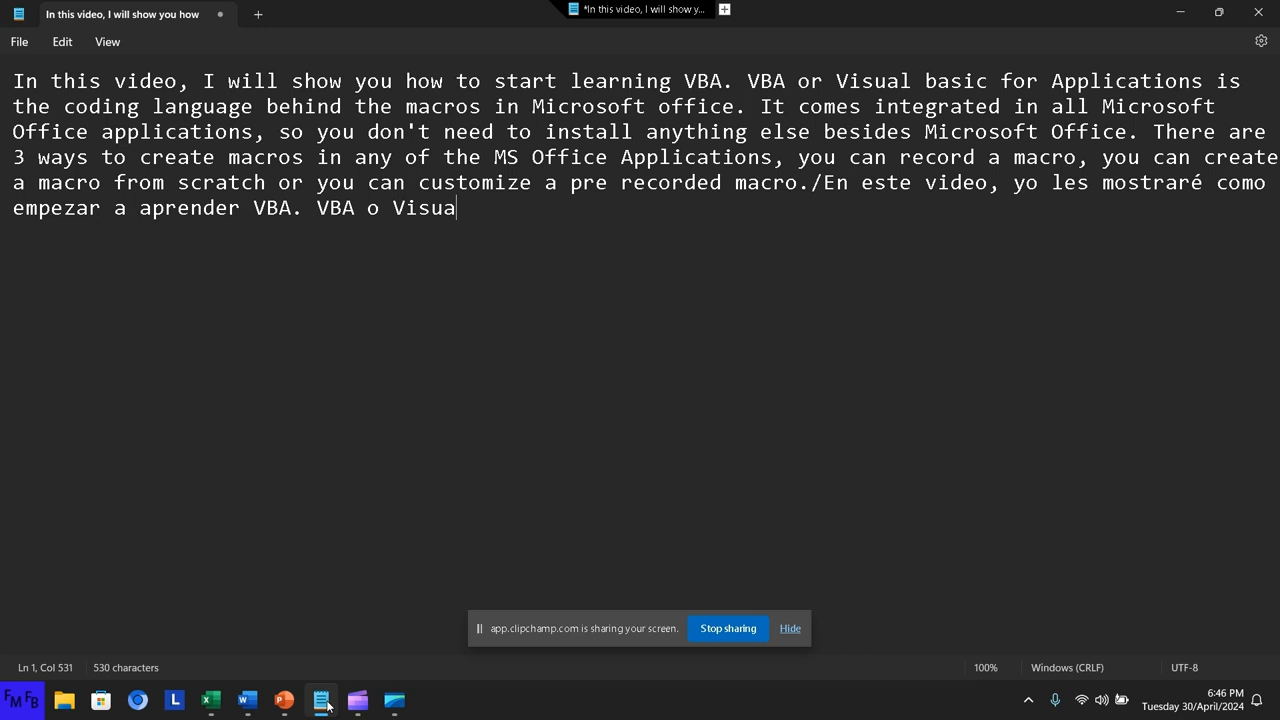 In this video, I will show you how
*In this video, I will show y...
File Edit View
In this video, I will show you how to start learning VBA. VBA or Visual basic for Applications is
the coding language behind the macros in Microsoft office. It comes integrated in all Microsoft
Office applications, so you don't need to install anything else besides Microsoft Office. There are
3 ways to create macros in any of the MS Office Applications, you can record a macro, you can create
a macro from scratch or you can customize a pre recorded macro./En este video, yo les mostraré como
empezar a aprender VBA. VBA o Visua
app.clipchamp.com is sharing your screen. Stop sharing Hide
Ln 1, Col 531 530 characters 100% Windows (CRLF) UTF-8
FM FB L 6:46 PM
Tuesday 30/April/2024